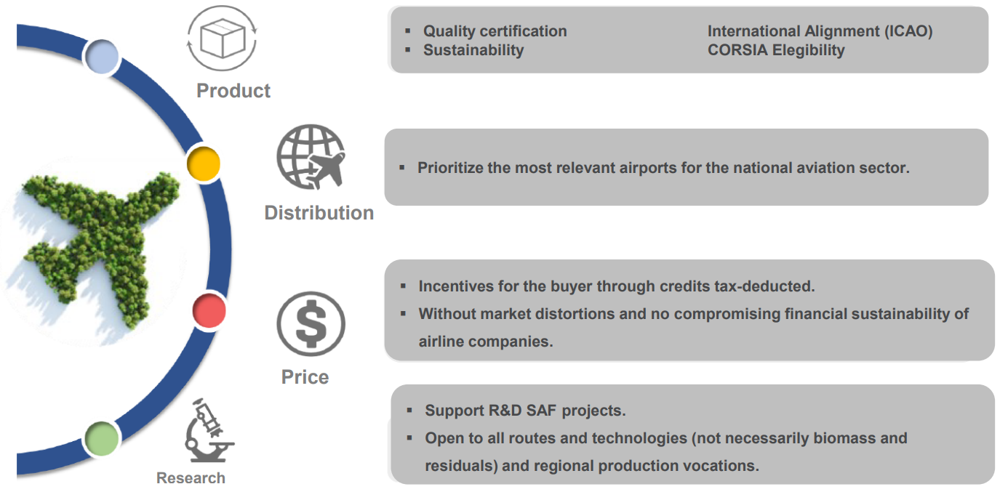 Product
▪ Quality certification International Alignment (ICAO)
▪ Sustainability CORSIA Elegibility
Distribution
▪ Prioritize the most relevant airports for the national aviation sector.
Price
▪ Incentives for the buyer through credits tax-deducted.
▪ Without market distortions and no compromising financial sustainability of
airline companies.
Research
▪ Support R&D SAF projects.
▪ Open to all routes and technologies (not necessarily biomass and
residuals) and regional production vocations.